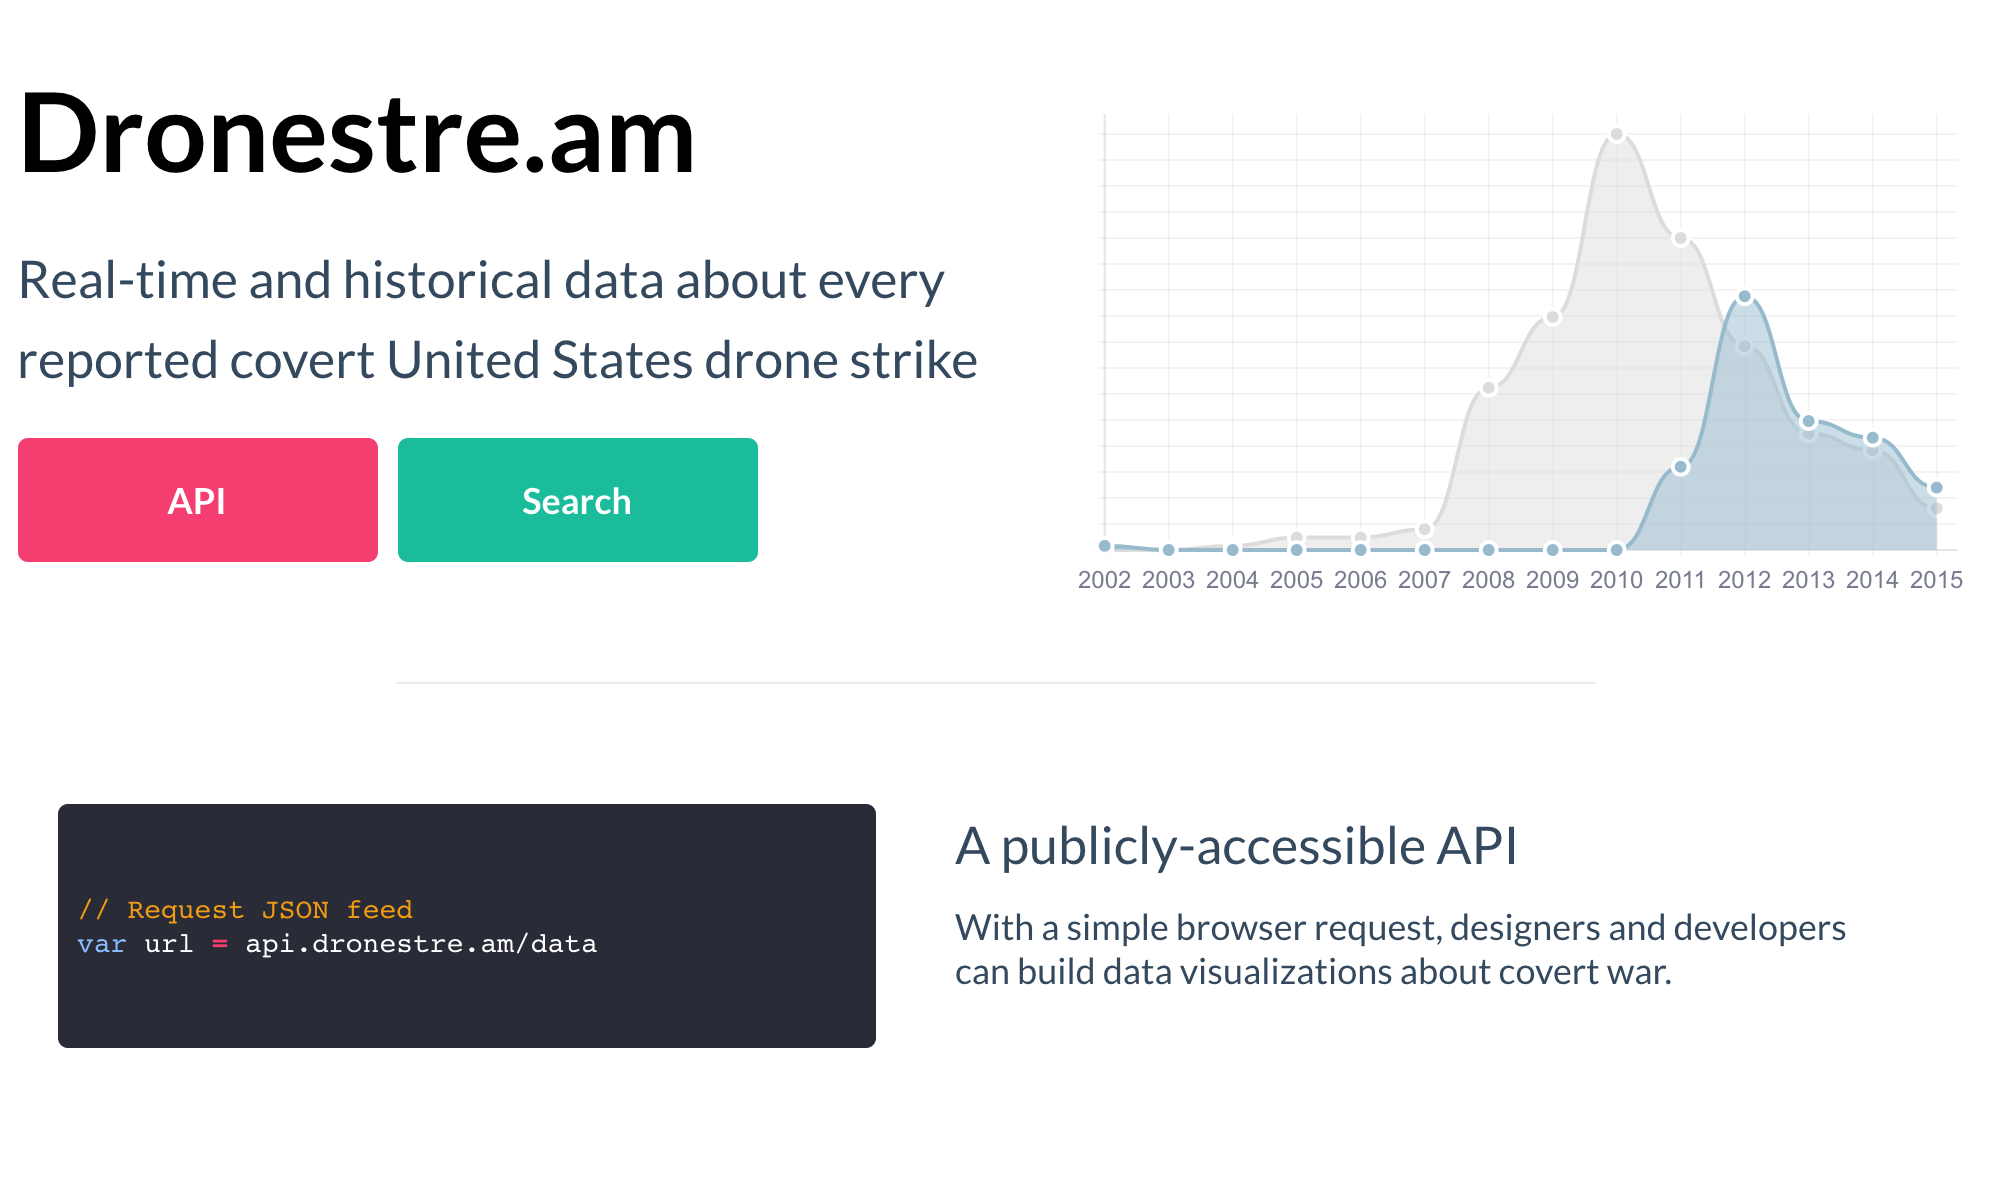 Dronestre.am
Real-time and historical data about every
reported covert United States drone strike
API
Search
2002 2003 2004 2005 2006 2007 2008 2009 2010 2011 2012 2013 2014 2015
// Request JSON feed
var url = api.dronestre.am/data
A publicly-accessible API
With a simple browser request, designers and developers
can build data visualizations about covert war.